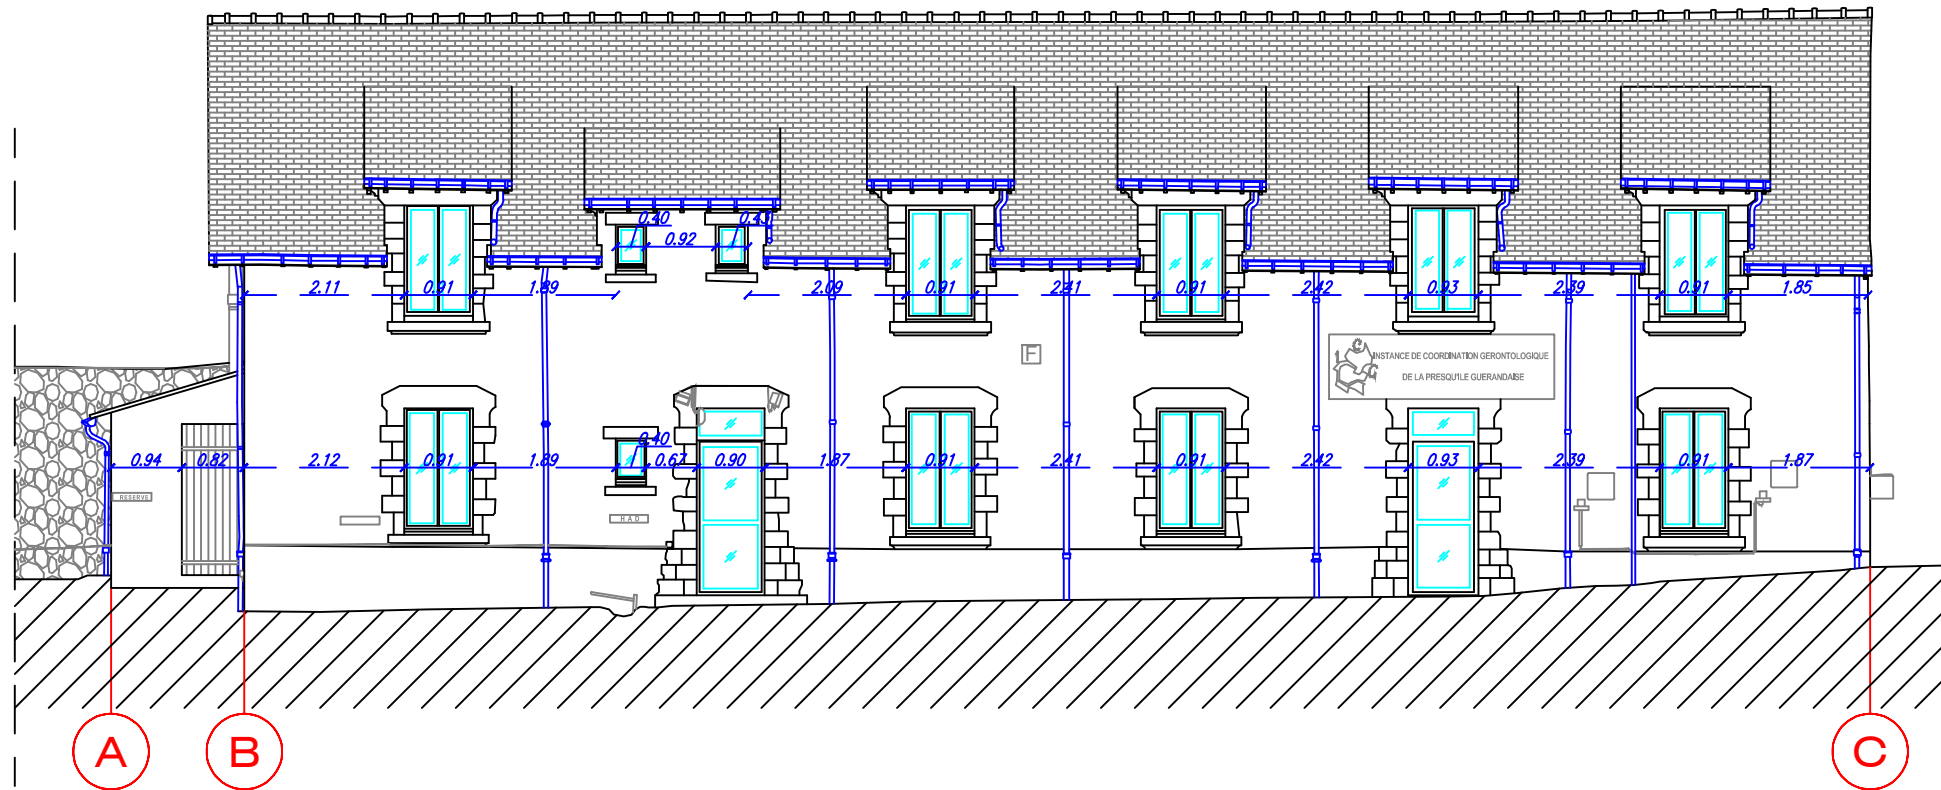 0.40 0.43
0.92
2.11 0.91 1.89 2.09 0.91 2.41 0.91 2.42 0.93 2.39 0.91 1.85
F
INSTANCE DE COORDINATION GERONTOLOGIQUE
DE LA PRESQU'ILE GUERANDAISE
0.40
0.94 0.82 2.12 0.91 1.89 0.67 0.90 1.87 0.91 2.41 0.91 2.42 0.93 2.39 0.91 1.87
RESERVE
H A D
A B C